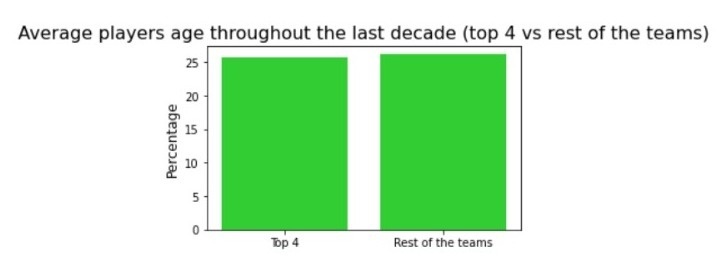 Average players age throughout the last decade (top 4 vs rest of the teams)
25
20
15
10
5
0
Percentage
Top 4
Rest of the teams